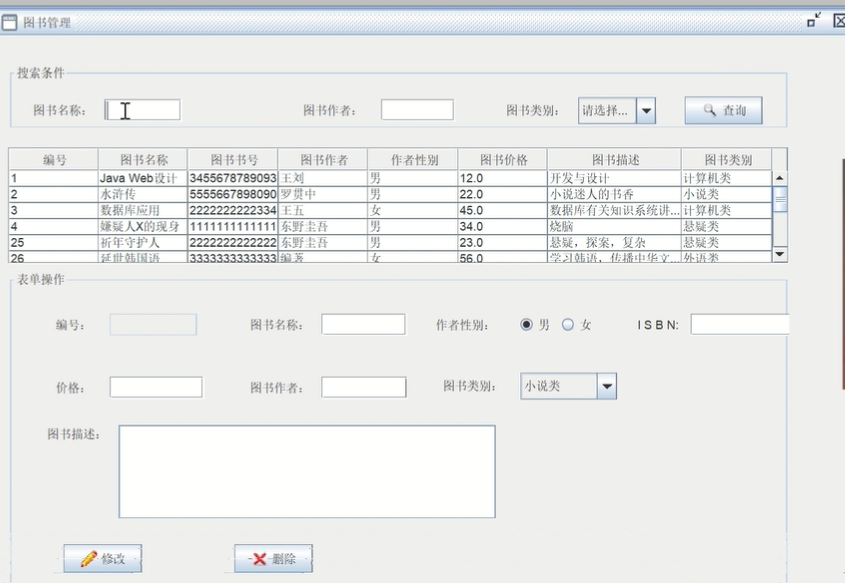 图书管理
搜索条件
图书名称: 图书作者: 图书类别: 请选择... 查询
编号 图书名称 图书书号 图书作者 作者性别 图书价格 图书描述 图书类别
1 Java Web设计 3455678789093 王刘 男 12.0 开发与设计 计算机类
2 水浒传 5555667898090 罗贯中 男 22.0 小说迷人的书香 小说类
3 数据库应用 2222222222334 王五 女 45.0 数据库有关知识系统讲... 计算机类
4 嫌疑人X的现身 1111111111111 东野圭吾 男 34.0 烧脑 悬疑类
25 祈年守护人 2222222222222 东野圭吾 男 23.0 悬疑，探案，复杂 悬疑类
26 延世韩国语 3333333333333 编著 女 56.0 学习韩语，传播中华文... 外语类
表单操作
编号: 图书名称: 作者性别: 男 女 ISBN:
价格: 图书作者: 图书类别: 小说类
图书描述:
修改 删除